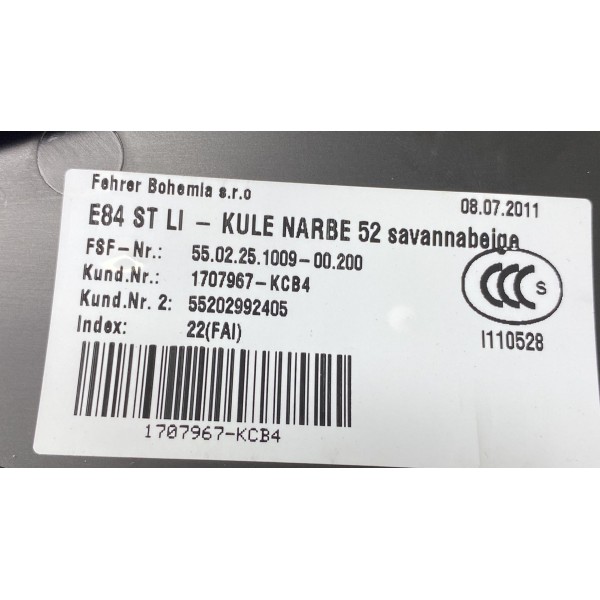 Fehrer Bohemia s.r.o
08.07.2011
E84 ST LI - KULE NARBE 52 savannabeige
FSF-Nr.: 55.02.25.1009-00.200
Kund.Nr.: 1707967-KCB4
Kund.Nr. 2: 55202992405
Index: 22(FAI)
CCC S
I110528
1707967-KCB4